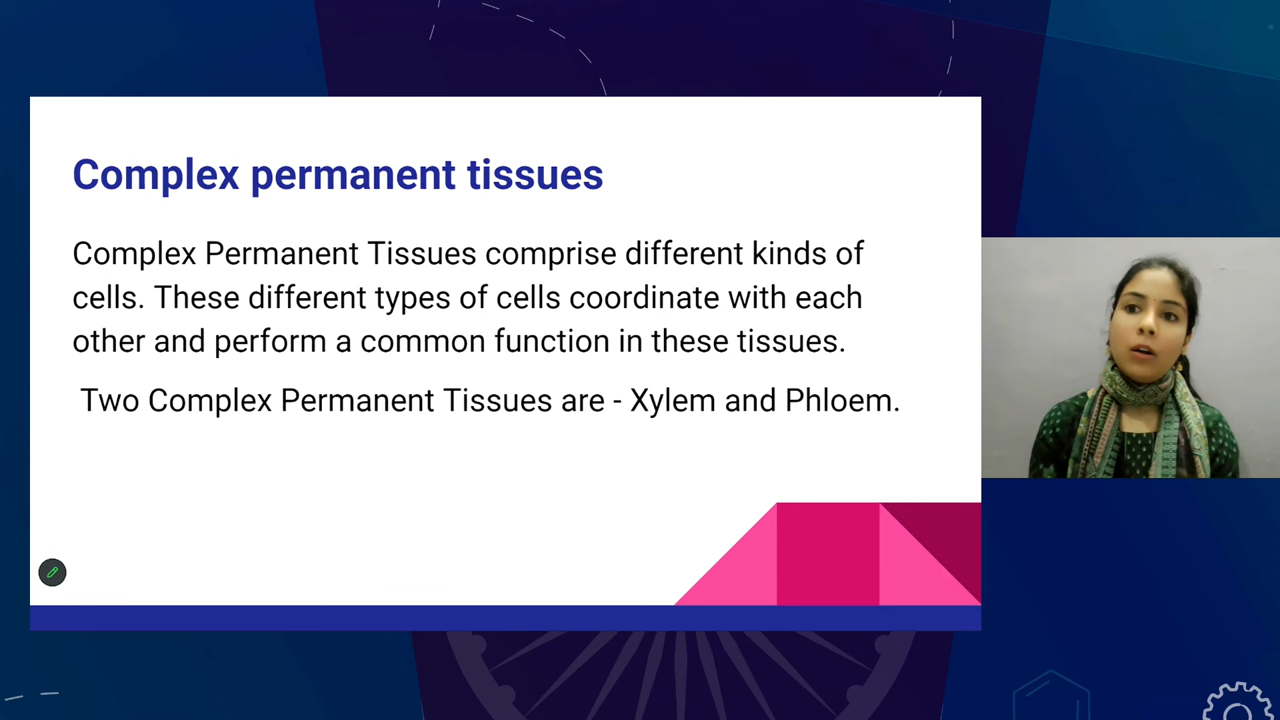 Complex permanent tissues
Complex Permanent Tissues comprise different kinds of
cells. These different types of cells coordinate with each
other and perform a common function in these tissues.
Two Complex Permanent Tissues are - Xylem and Phloem.